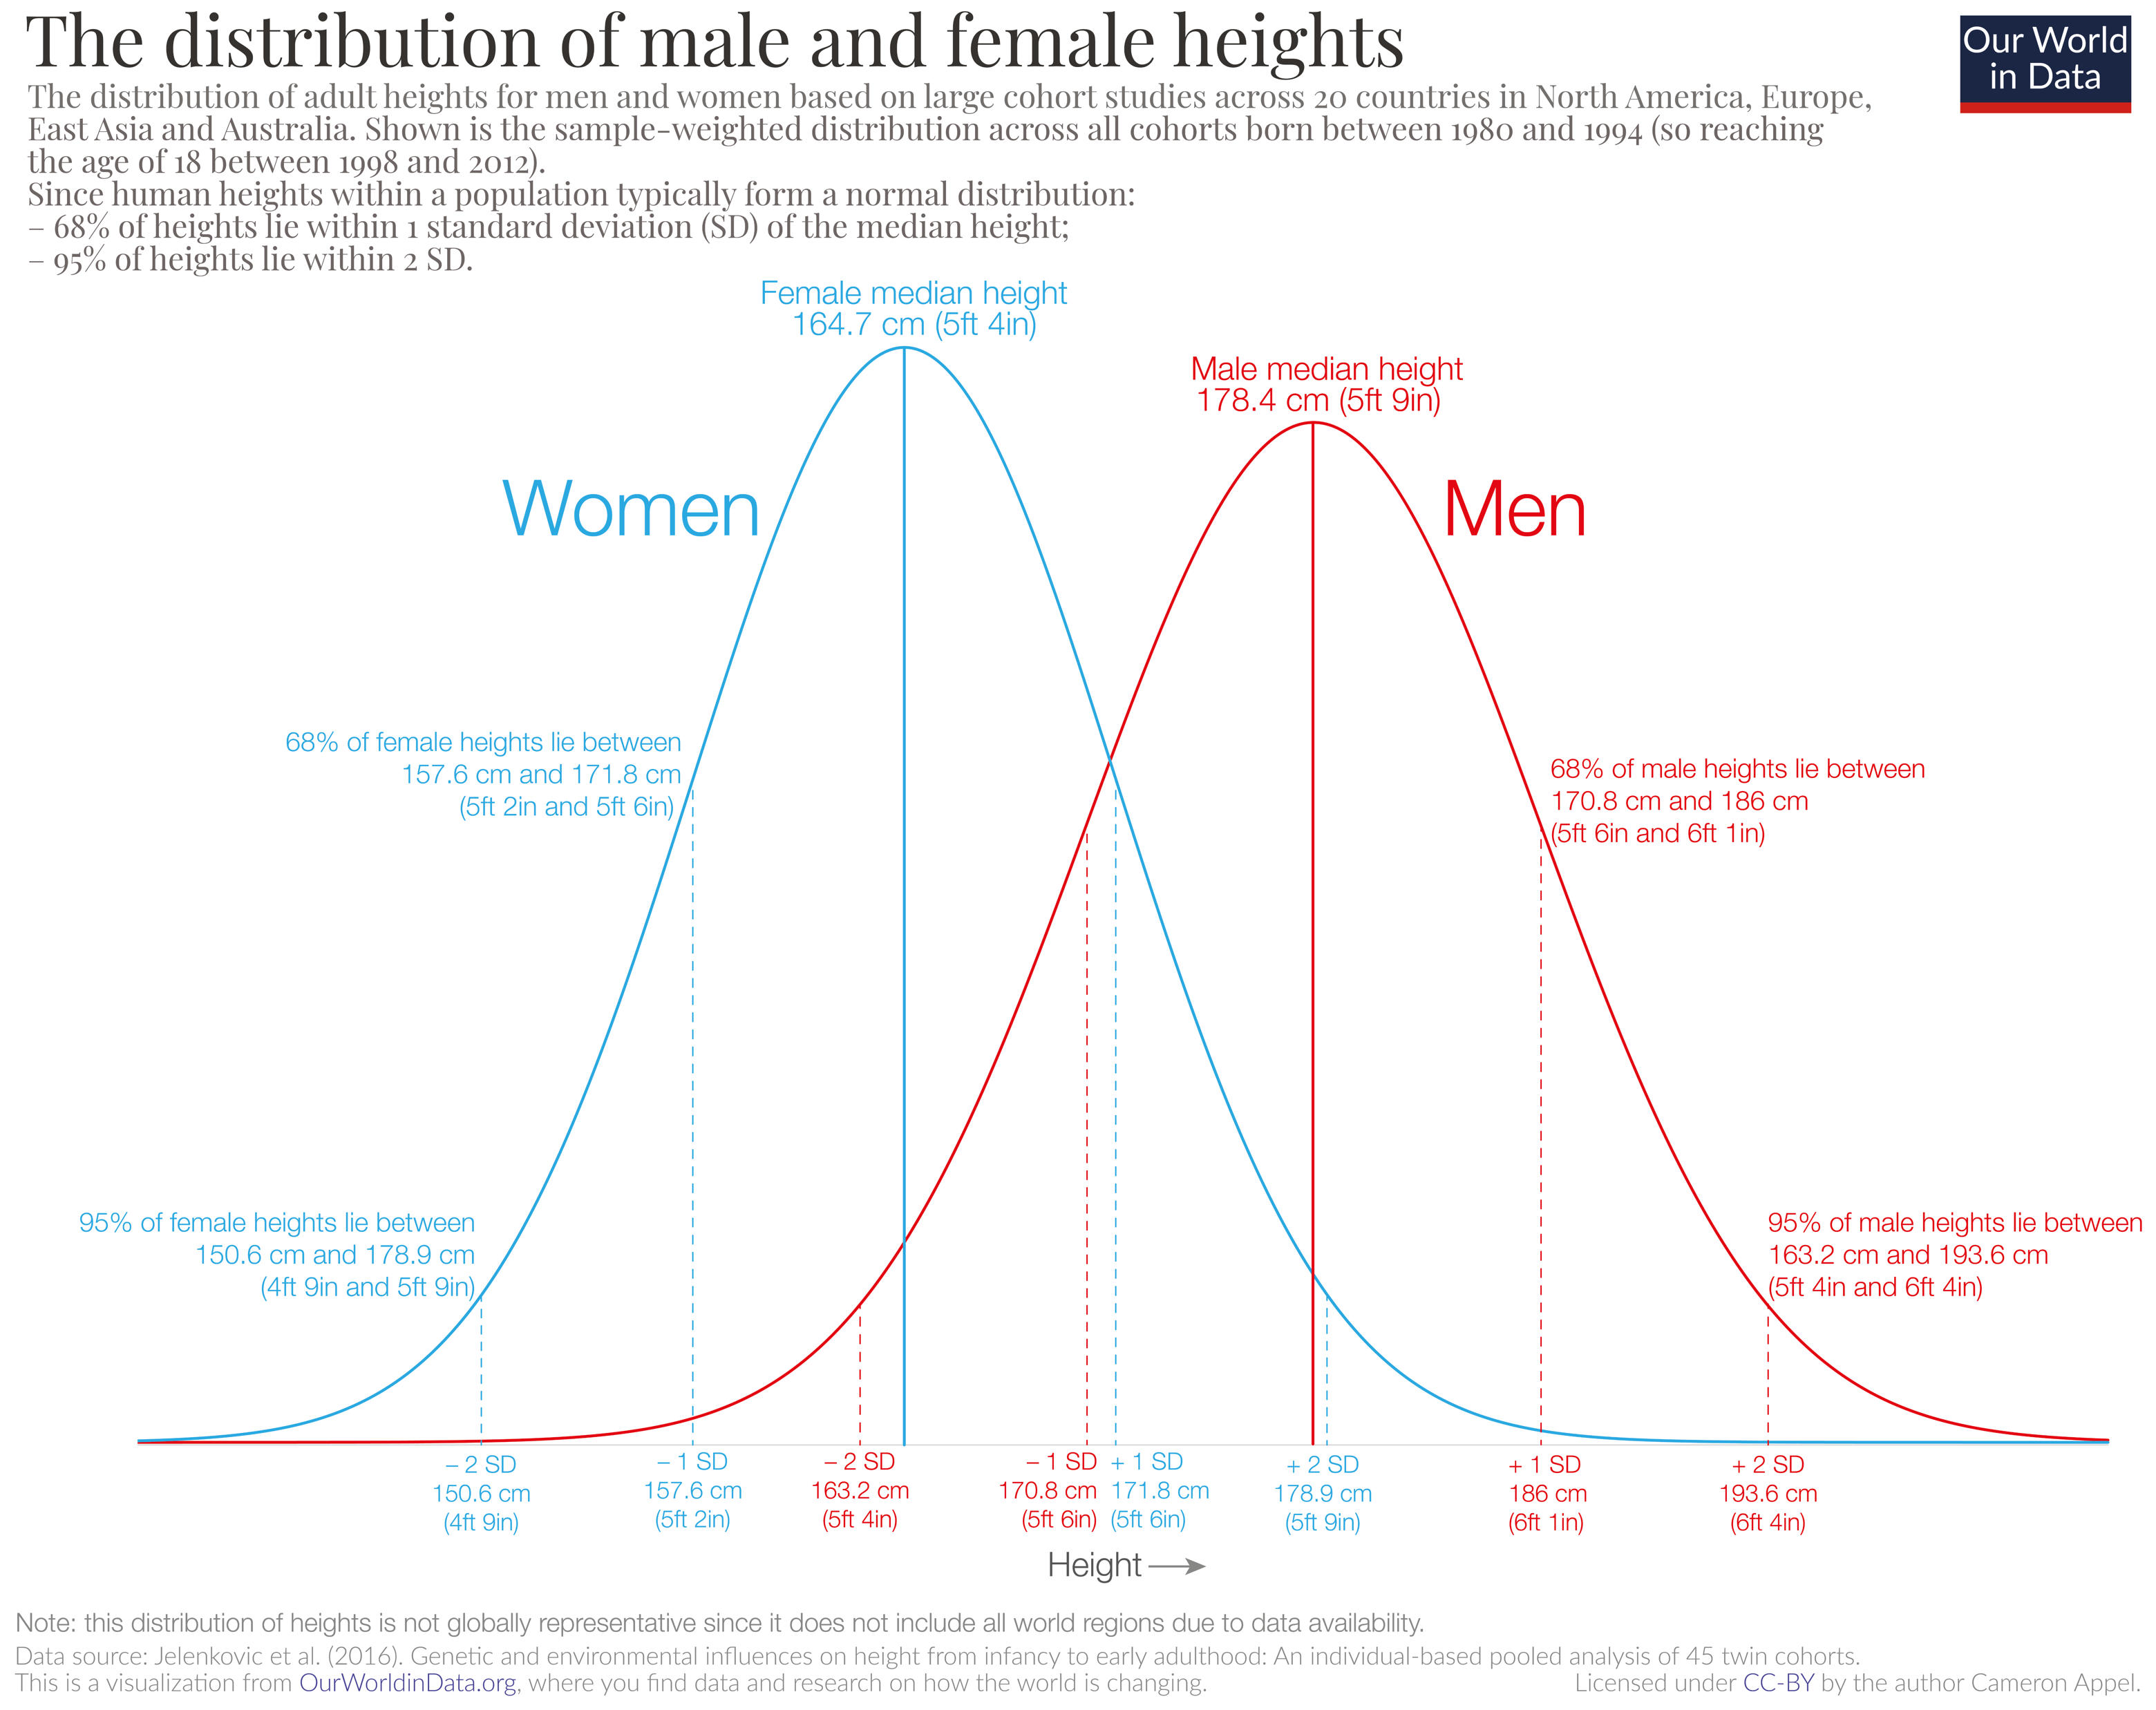 The distribution of male and female heights
Our World
in Data
The distribution of adult heights for men and women based on large cohort studies across 20 countries in North America, Europe,
East Asia and Australia. Shown is the sample-weighted distribution across all cohorts born between 1980 and 1994 (so reaching
the age of 18 between 1998 and 2012).
Since human heights within a population typically form a normal distribution:
– 68% of heights lie within 1 standard deviation (SD) of the median height;
– 95% of heights lie within 2 SD.
Female median height
164.7 cm (5ft 4in)
Male median height
178.4 cm (5ft 9in)
Women
Men
68% of female heights lie between
157.6 cm and 171.8 cm
(5ft 2in and 5ft 6in)
68% of male heights lie between
170.8 cm and 186 cm
(5ft 6in and 6ft 1in)
95% of female heights lie between
150.6 cm and 178.9 cm
(4ft 9in and 5ft 9in)
95% of male heights lie between
163.2 cm and 193.6 cm
(5ft 4in and 6ft 4in)
– 2 SD
150.6 cm
(4ft 9in)
– 1 SD
157.6 cm
(5ft 2in)
– 2 SD
163.2 cm
(5ft 4in)
– 1 SD
170.8 cm
(5ft 6in)
+ 1 SD
171.8 cm
(5ft 6in)
+ 2 SD
178.9 cm
(5ft 9in)
+ 1 SD
186 cm
(6ft 1in)
+ 2 SD
193.6 cm
(6ft 4in)
Height
Note: this distribution of heights is not globally representative since it does not include all world regions due to data availability.
Data source: Jelenkovic et al. (2016). Genetic and environmental influences on height from infancy to early adulthood: An individual-based pooled analysis of 45 twin cohorts.
This is a visualization from OurWorldinData.org, where you find data and research on how the world is changing.
Licensed under CC-BY by the author Cameron Appel.